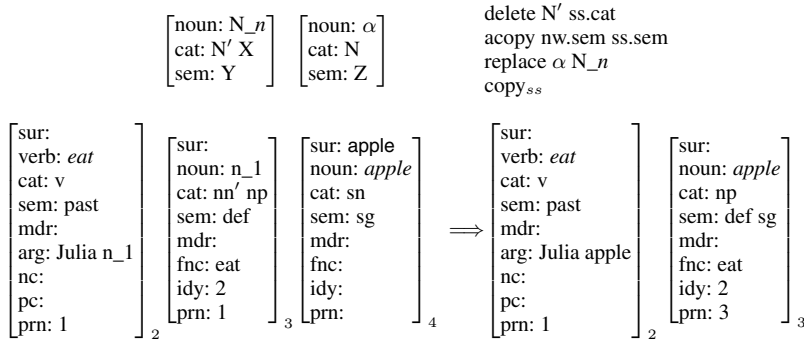 [noun: N_n] [noun: α] delete N′ ss.cat
[cat: N′ X] [cat: N] acopy nw.sem ss.sem
[sem: Y] [sem: Z] replace α N_n
copy_ss
sur:
verb: eat
cat: v
sem: past
mdr:
arg: Julia n_1
nc:
pc:
prn: 1
2
sur:
noun: n_1
cat: nn′ np
sem: def
mdr:
fnc: eat
idy: 2
prn: 1
3
sur: apple
noun: apple
cat: sn
sem: sg
mdr:
fnc:
idy:
prn:
4
⟹
sur:
verb: eat
cat: v
sem: past
mdr:
arg: Julia apple
nc:
pc:
prn: 1
2
sur:
noun: apple
cat: np
sem: def sg
mdr:
fnc: eat
idy: 2
prn: 3
3